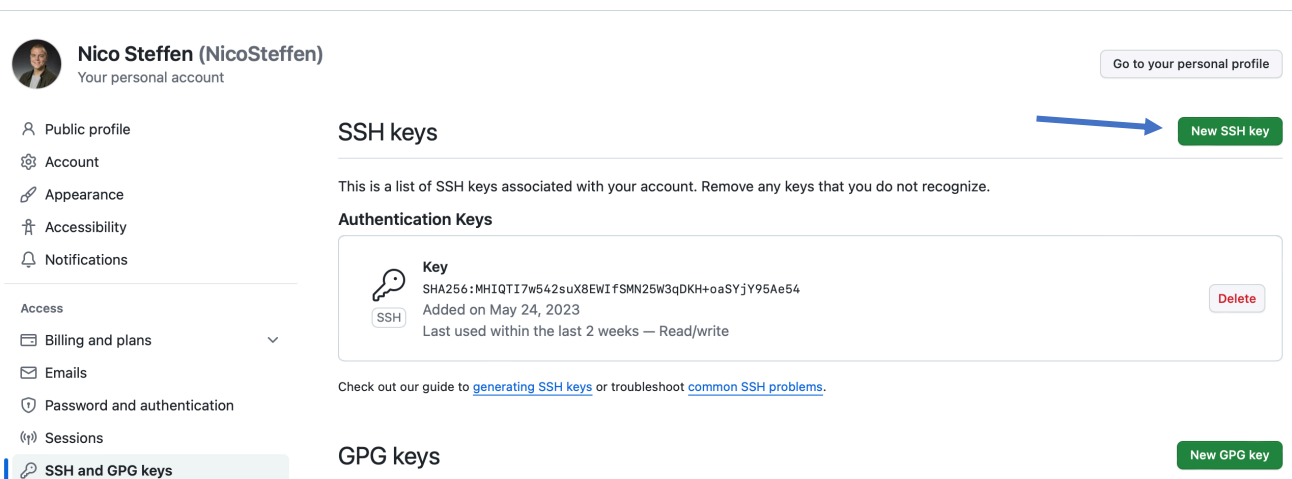 Nico Steffen (NicoSteffen)
Your personal account
Go to your personal profile
Public profile
Account
Appearance
Accessibility
Notifications
Access
Billing and plans
Emails
Password and authentication
Sessions
SSH and GPG keys
SSH keys
New SSH key
This is a list of SSH keys associated with your account. Remove any keys that you do not recognize.
Authentication Keys
Key
SHA256:MHIQTI7w542suX8EWIfSMN25W3qDKH+oaSYjY95Ae54
SSH
Added on May 24, 2023
Last used within the last 2 weeks — Read/write
Delete
Check out our guide to generating SSH keys or troubleshoot common SSH problems.
GPG keys
New GPG key